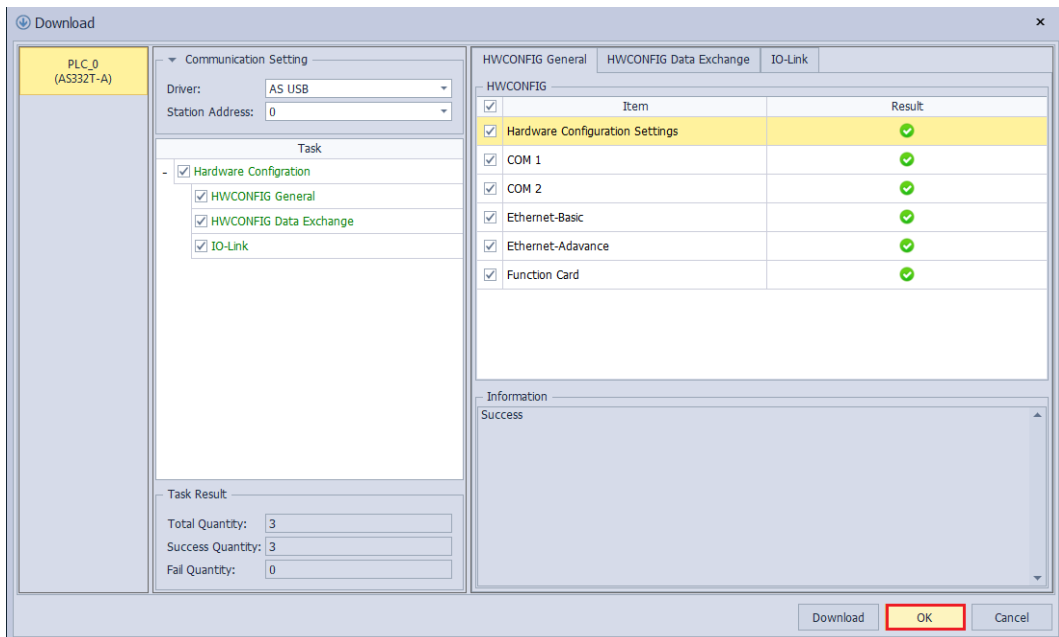 Download
PLC_0
(AS332T-A)
Communication Setting
Driver: AS USB
Station Address: 0
Task
Hardware Configration
HWCONFIG General
HWCONFIG Data Exchange
IO-Link
Task Result
Total Quantity: 3
Success Quantity: 3
Fail Quantity: 0
HWCONFIG General HWCONFIG Data Exchange IO-Link
HWCONFIG
Item Result
Hardware Configuration Settings
COM 1
COM 2
Ethernet-Basic
Ethernet-Adavance
Function Card
Information
Success
Download OK Cancel